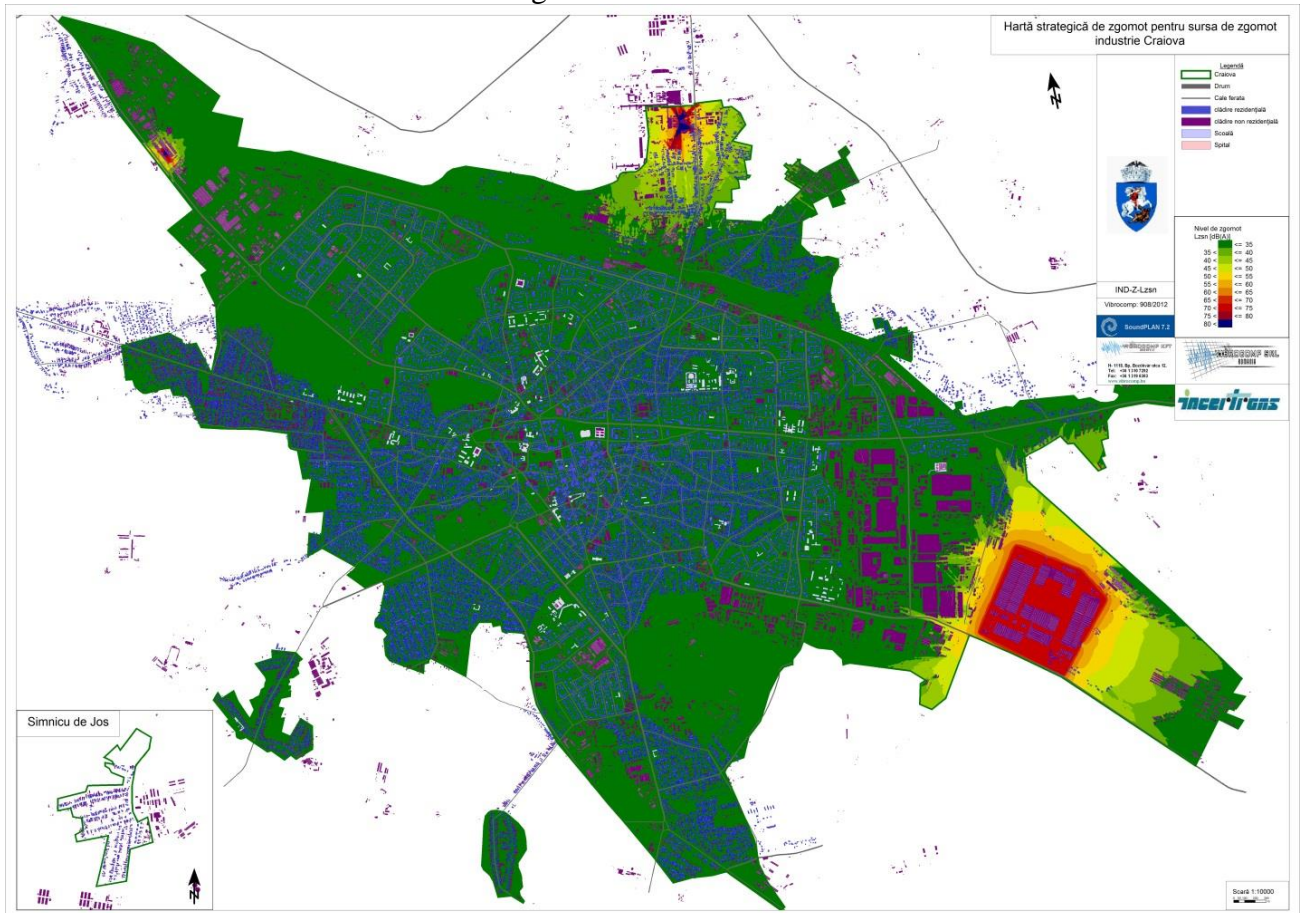 Hartă strategică de zgomot pentru sursa de zgomot
industrie Craiova
Legendă
Craiova
Drum
Cale ferata
clădire rezidențială
clădire non rezidențială
Scoală
Spital
Nivel de zgomot
Lzsn [dB(A)]
<= 35
35 < <= 40
40 < <= 45
45 < <= 50
50 < <= 55
55 < <= 60
60 < <= 65
65 < <= 70
70 < <= 75
75 < <= 80
80 <
IND-Z-Lzsn
Vibrocomp: 908/2012
SoundPLAN 7.2
www.vibrocomp.hu
incertrans
Simnicu de Jos
Scară 1:10000